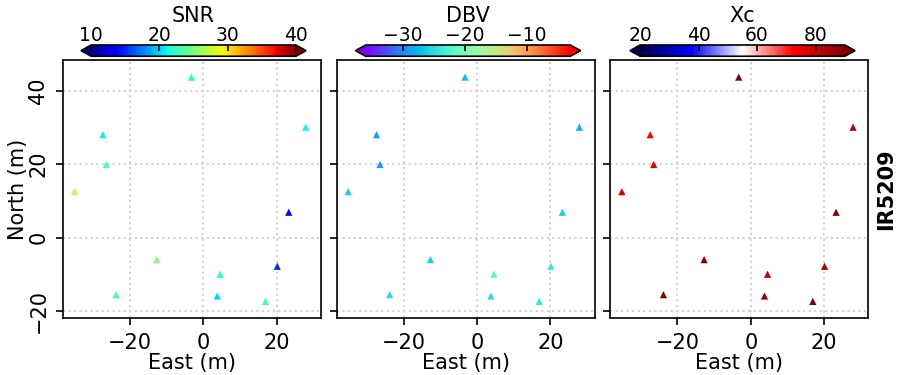 SNR DBV Xc
10 20 30 40 −30 −20 −10 20 40 60 80
40
20
0
−20
North (m)
IR5209
−20 0 20 −20 0 20 −20 0 20
East (m) East (m) East (m)